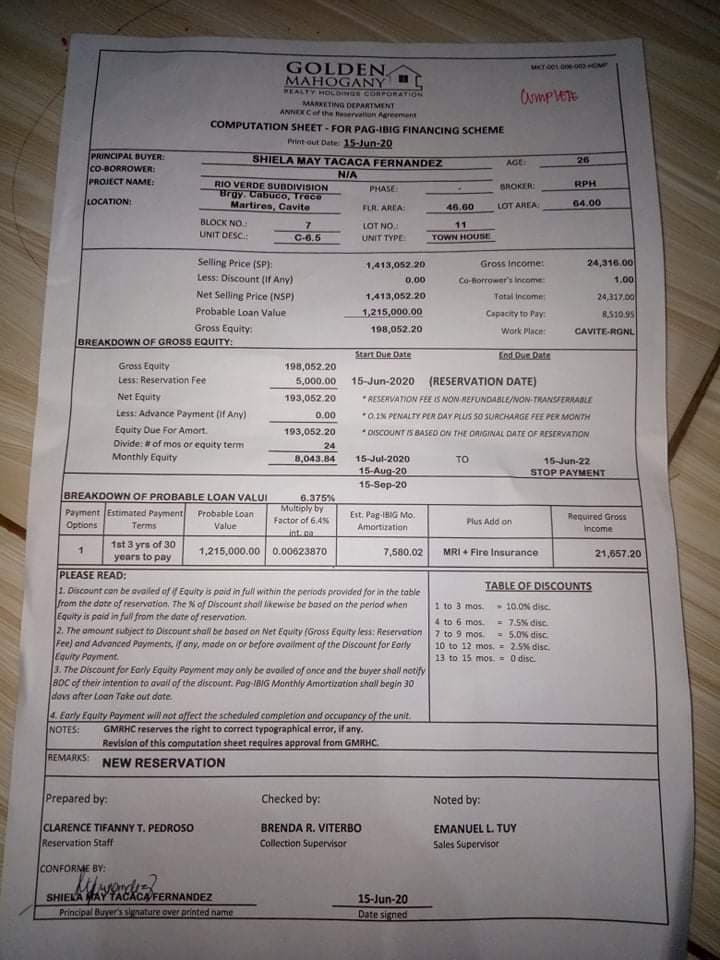 GOLDEN
MAHOGANY
REALTY HOLDINGS CORPORATION
MKT-001-006-002-HDMF
COMPLETE
MARKETING DEPARTMENT
ANNEX C of the Reservation Agreement
COMPUTATION SHEET - FOR PAG-IBIG FINANCING SCHEME
Print-out Date: 15-Jun-20
PRINCIPAL BUYER: SHIELA MAY TACACA FERNANDEZ AGE: 26
CO-BORROWER: N/A
PROJECT NAME: RIO VERDE SUBDIVISION PHASE: - BROKER: RPH
LOCATION: Brgy. Cabuco, Trece
Martires, Cavite FLR. AREA: 46.60 LOT AREA: 64.00
BLOCK NO.: 7 LOT NO.: 11
UNIT DESC.: C-6.5 UNIT TYPE: TOWN HOUSE
Selling Price (SP): 1,413,052.20 Gross Income: 24,316.00
Less: Discount (If Any) 0.00 Co-Borrower's Income: 1.00
Net Selling Price (NSP) 1,413,052.20 Total Income: 24,317.00
Probable Loan Value 1,215,000.00 Capacity to Pay: 8,510.95
Gross Equity: 198,052.20 Work Place: CAVITE-RGNL
BREAKDOWN OF GROSS EQUITY:
Start Due Date End Due Date
Gross Equity 198,052.20
Less: Reservation Fee 5,000.00 15-Jun-2020 (RESERVATION DATE)
Net Equity 193,052.20 * RESERVATION FEE IS NON-REFUNDABLE/NON-TRANSFERRABLE
Less: Advance Payment (If Any) 0.00 * 0.1% PENALTY PER DAY PLUS 50 SURCHARGE FEE PER MONTH
Equity Due For Amort. 193,052.20 * DISCOUNT IS BASED ON THE ORIGINAL DATE OF RESERVATION
Divide: # of mos or equity term 24
Monthly Equity 8,043.84 15-Jul-2020 TO 15-Jun-22
15-Aug-20 STOP PAYMENT
15-Sep-20
BREAKDOWN OF PROBABLE LOAN VALUI 6.375%
Payment Options Estimated Payment Terms Probable Loan Value Multiply by Factor of 6.4% int. pa Est. Pag-IBIG Mo. Amortization Plus Add on Required Gross Income
1 1st 3 yrs of 30 years to pay 1,215,000.00 0.00623870 7,580.02 MRI + Fire Insurance 21,657.20
PLEASE READ:
1. Discount can be availed of if Equity is paid in full within the periods provided for in the table
from the date of reservation. The % of Discount shall likewise be based on the period when
Equity is paid in full from the date of reservation.
2. The amount subject to Discount shall be based on Net Equity (Gross Equity less: Reservation
Fee) and Advanced Payments, if any, made on or before availment of the Discount for Early
Equity Payment.
3. The Discount for Early Equity Payment may only be availed of once and the buyer shall notify
BDC of their intention to avail of the discount. Pag-IBIG Monthly Amortization shall begin 30
days after Loan Take out date.
4. Early Equity Payment will not affect the scheduled completion and occupancy of the unit.
TABLE OF DISCOUNTS
1 to 3 mos. = 10.0% disc.
4 to 6 mos. = 7.5% disc.
7 to 9 mos. = 5.0% disc.
10 to 12 mos. = 2.5% disc.
13 to 15 mos. = 0 disc.
NOTES: GMRHC reserves the right to correct typographical error, if any.
Revision of this computation sheet requires approval from GMRHC.
REMARKS: NEW RESERVATION
Prepared by: Checked by: Noted by:
CLARENCE TIFANNY T. PEDROSO BRENDA R. VITERBO EMANUEL L. TUY
Reservation Staff Collection Supervisor Sales Supervisor
CONFORME BY:
SHIELA MAY TACACA FERNANDEZ 15-Jun-20
Principal Buyer's signature over printed name Date signed